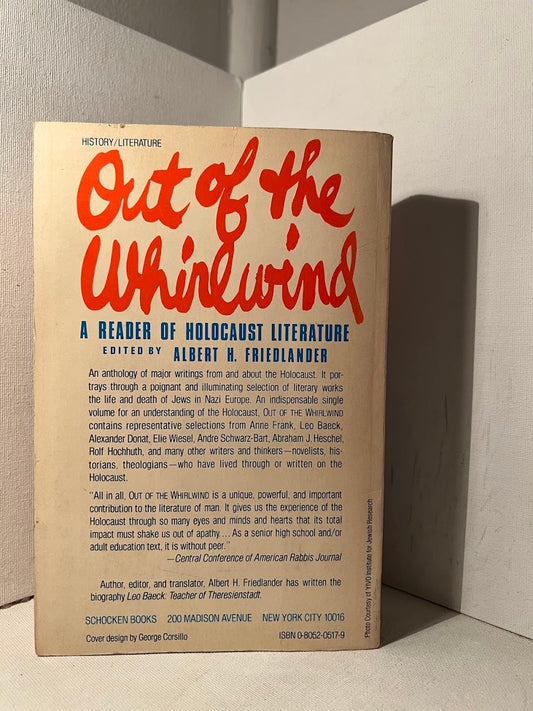 HISTORY/LITERATURE
Out of the
Whirlwind
A READER OF HOLOCAUST LITERATURE
EDITED BY ALBERT H. FRIEDLANDER
An anthology of major writings from and about the Holocaust. It por-
trays through a poignant and illuminating selection of literary works
the life and death of Jews in Nazi Europe. An indispensable single
volume for an understanding of the Holocaust, OUT OF THE WHIRLWIND
contains representative selections from Anne Frank, Leo Baeck,
Alexander Donat, Elie Wiesel, Andre Schwarz-Bart, Abraham J. Heschel,
Rolf Hochhuth, and many other writers and thinkers—novelists, his-
torians, theologians—who have lived through or written on the
Holocaust.
"All in all, OUT OF THE WHIRLWIND is a unique, powerful, and important
contribution to the literature of man. It gives us the experience of the
Holocaust through so many eyes and minds and hearts that its total
impact must shake us out of apathy.... As a senior high school and/or
adult education text, it is without peer."
—Central Conference of American Rabbis Journal
Author, editor, and translator, Albert H. Friedlander has written the
biography Leo Baeck: Teacher of Theresienstadt.
SCHOCKEN BOOKS 200 MADISON AVENUE NEW YORK CITY 10016
Cover design by George Corsillo
ISBN 0-8052-0517-9
Photo Courtesy of YIVO Institute for Jewish Research